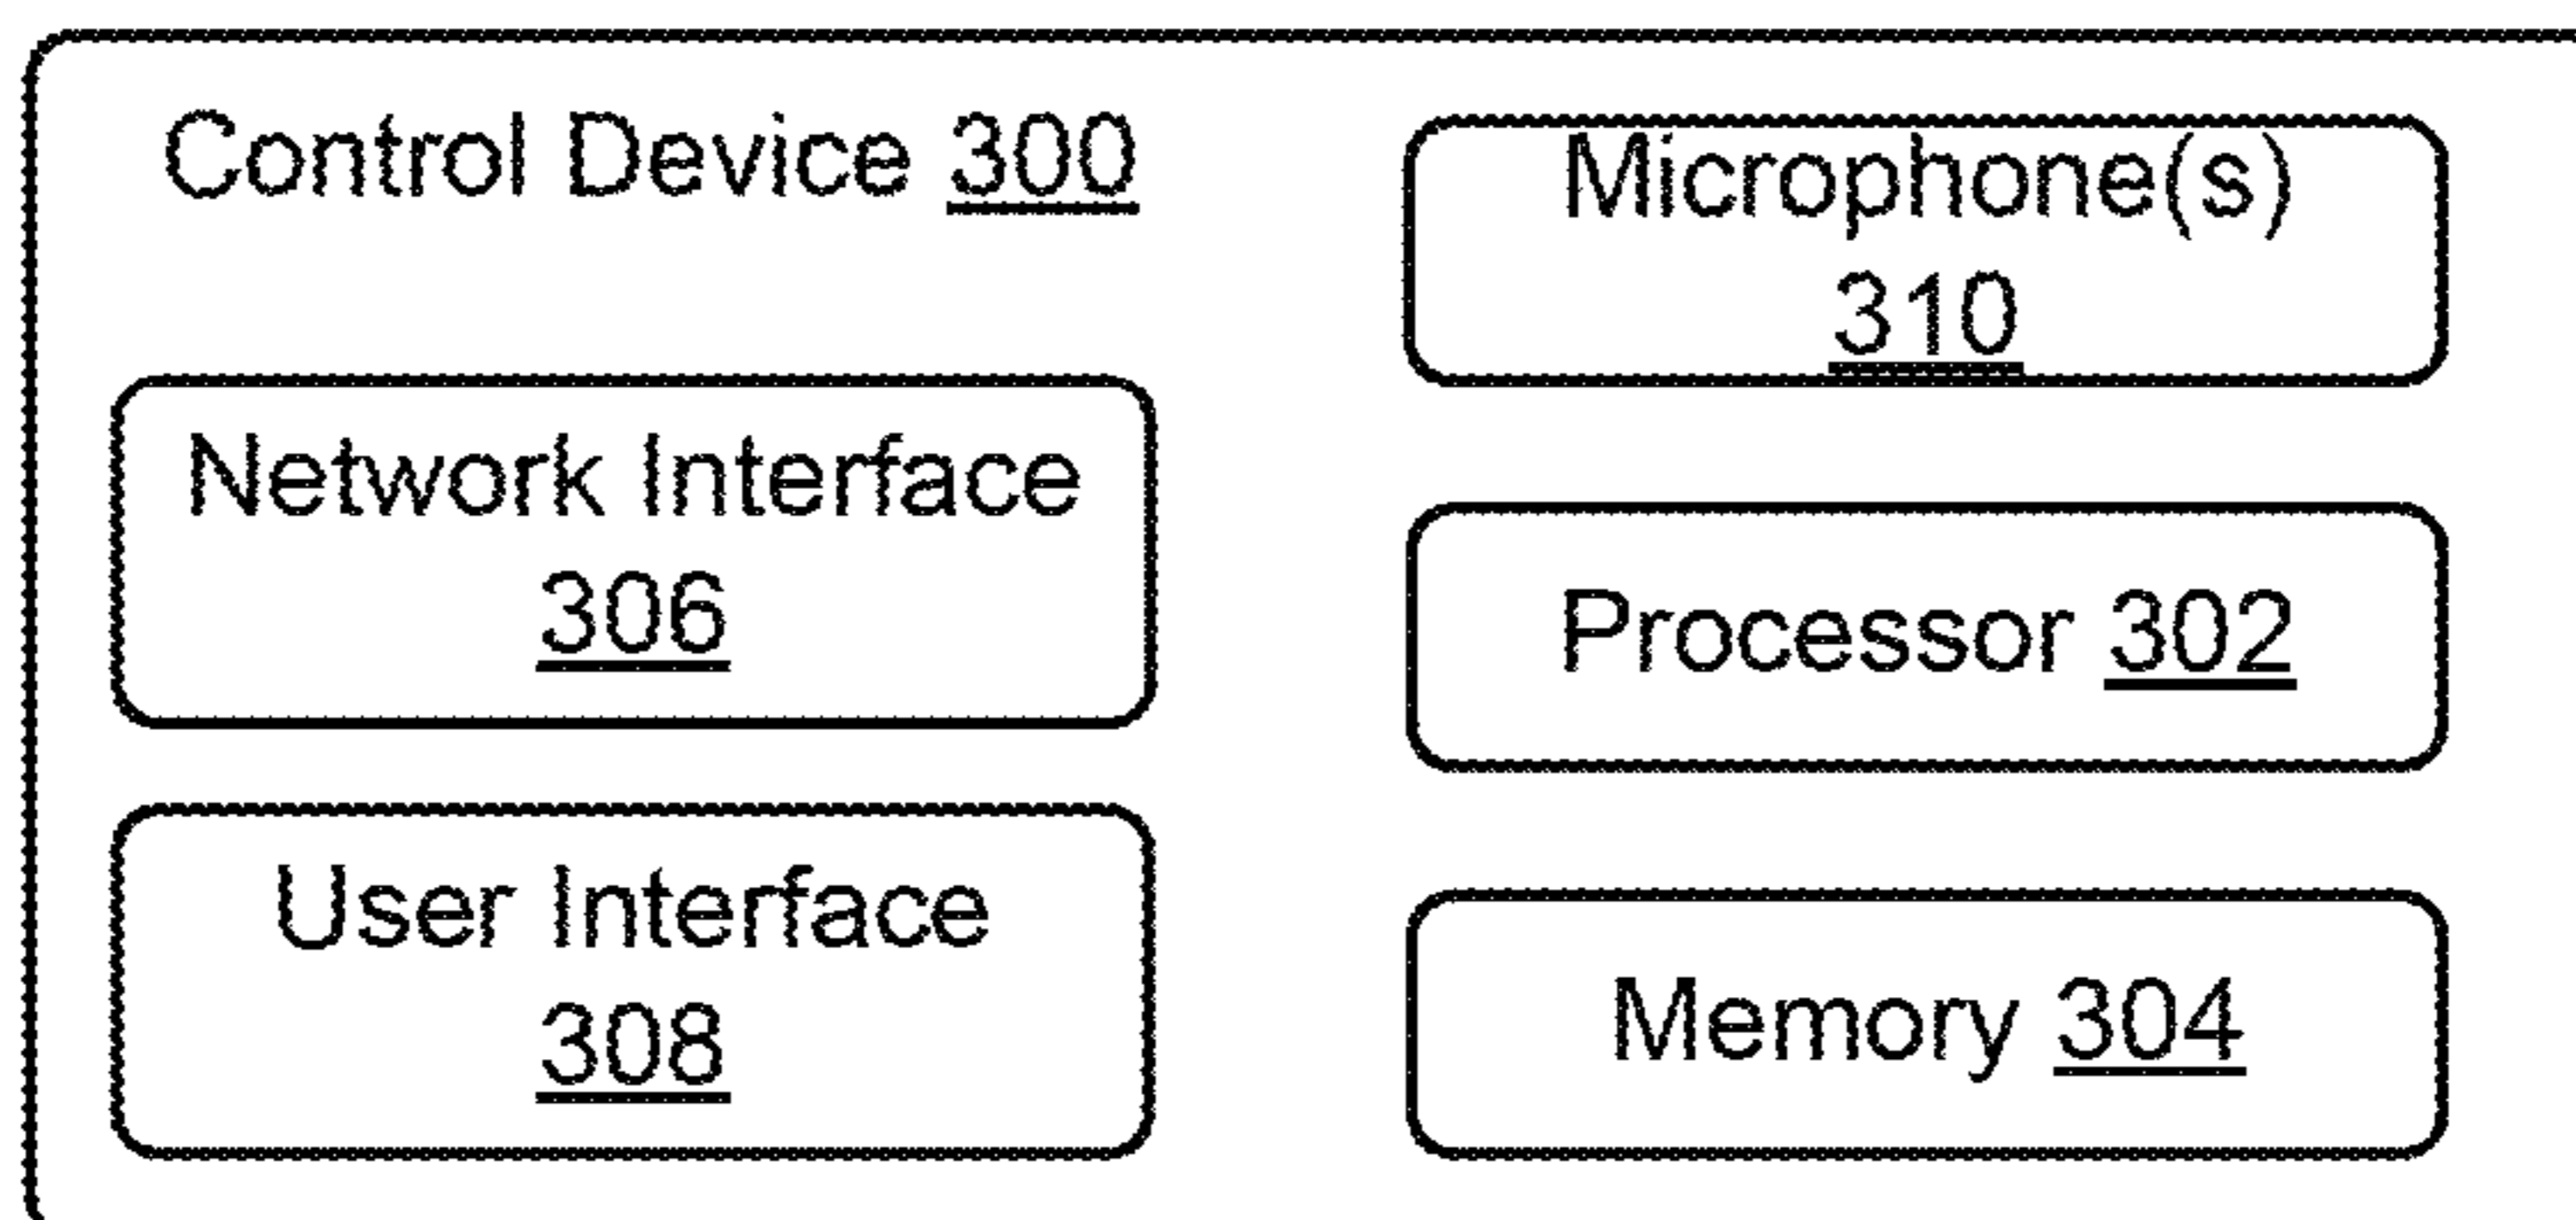 Control Device 300
Network Interface
306
User Interface
308
Microphone(s)
310
Processor 302
Memory 304